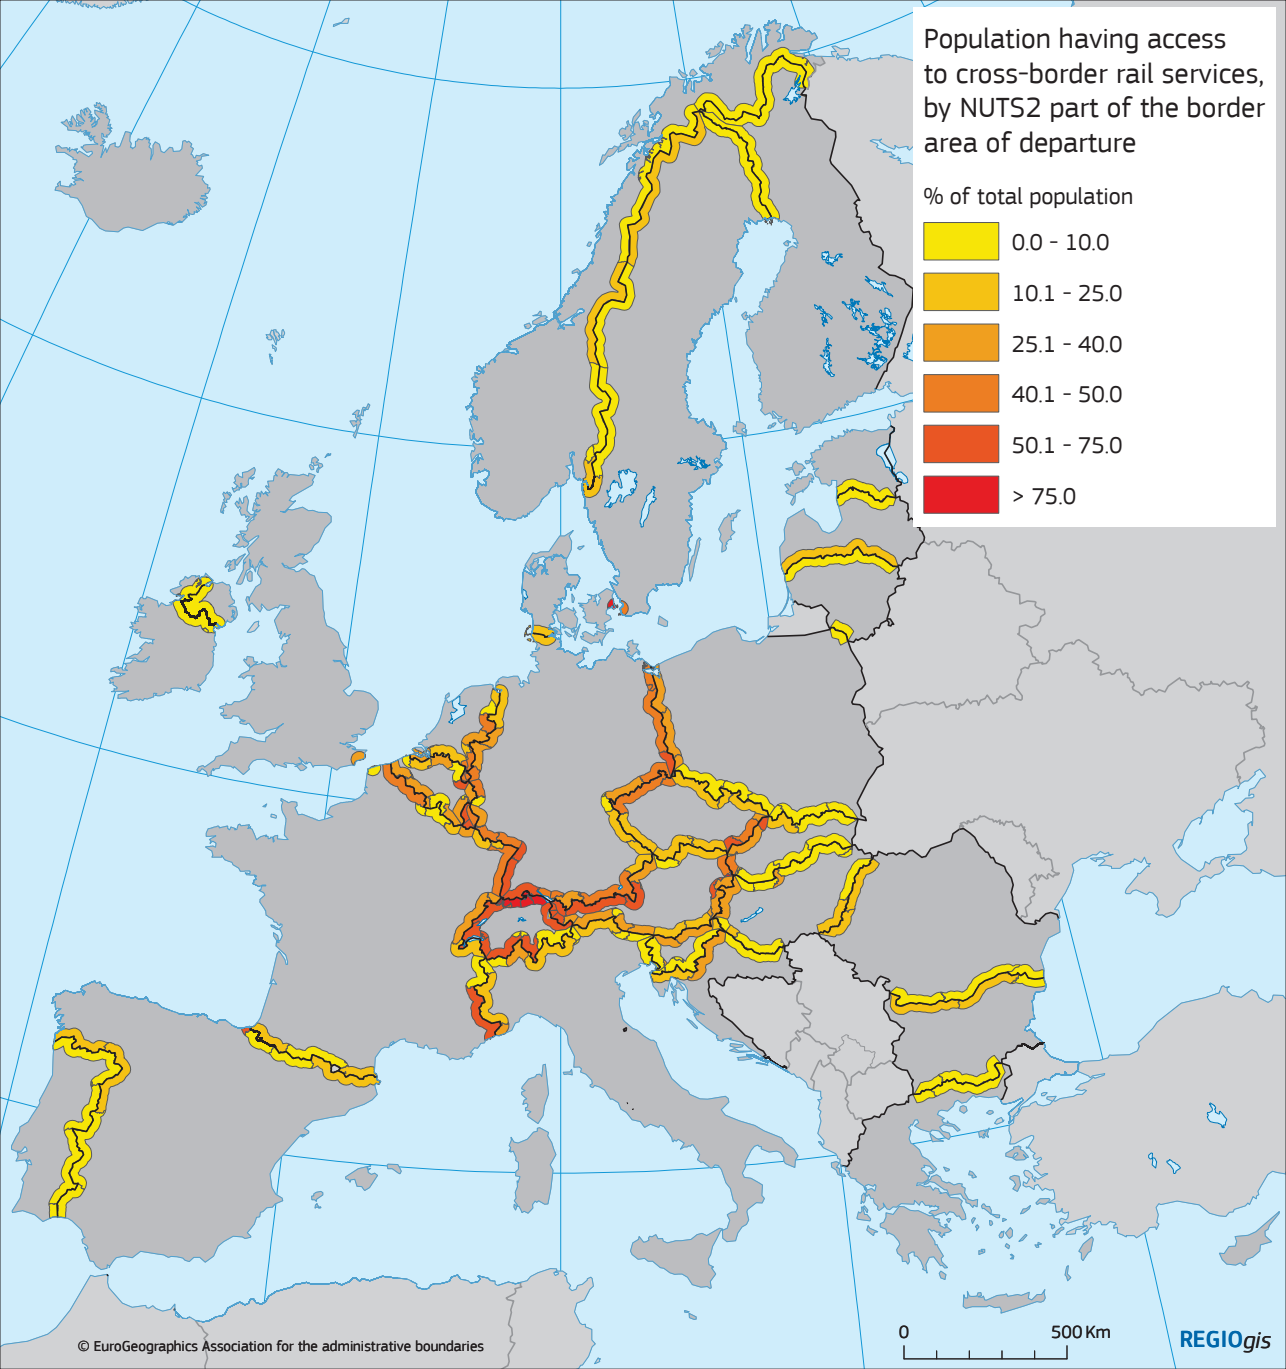 Population having access
to cross-border rail services,
by NUTS2 part of the border
area of departure
% of total population
0.0 - 10.0
10.1 - 25.0
25.1 - 40.0
40.1 - 50.0
50.1 - 75.0
> 75.0
0 500 Km
REGIOgis
© EuroGeographics Association for the administrative boundaries